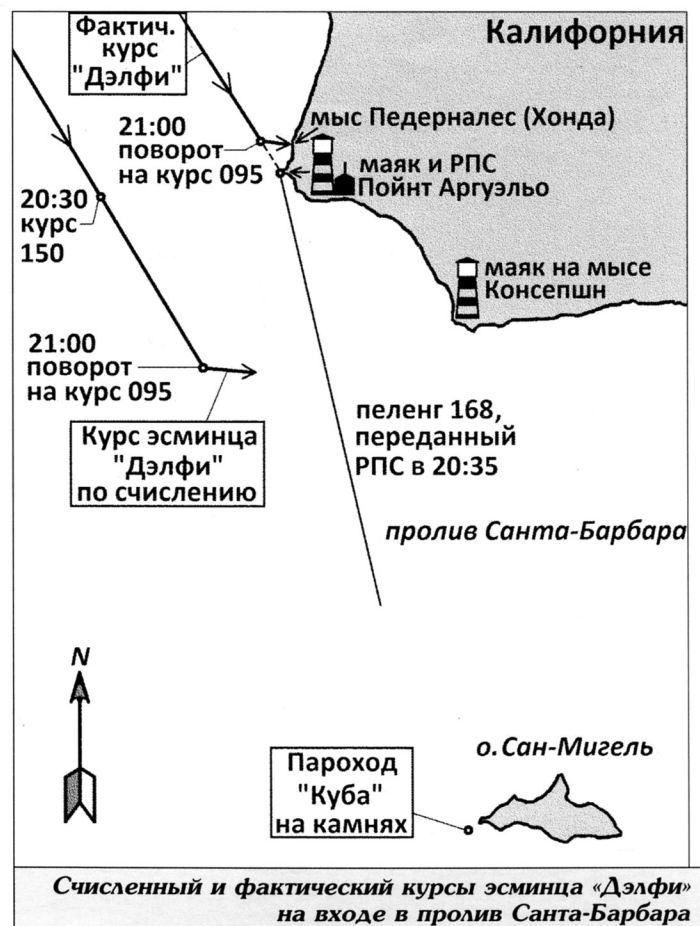 Калифорния
Фактич.
курс
"Дэлфи"
мыс Педерналес (Хонда)
21:00
поворот
на курс 095
маяк и РПС
Пойнт Аргуэльо
20:30
курс
150
маяк на мысе
Консепшн
21:00
поворот
на курс 095
Курс эсминца
"Дэлфи"
по счислению
пеленг 168,
переданный
РПС в 20:35
пролив Санта-Барбара
N
о. Сан-Мигель
Пароход
"Куба"
на камнях
Счисленный и фактический курсы эсминца «Дэлфи»
на входе в пролив Санта-Барбара